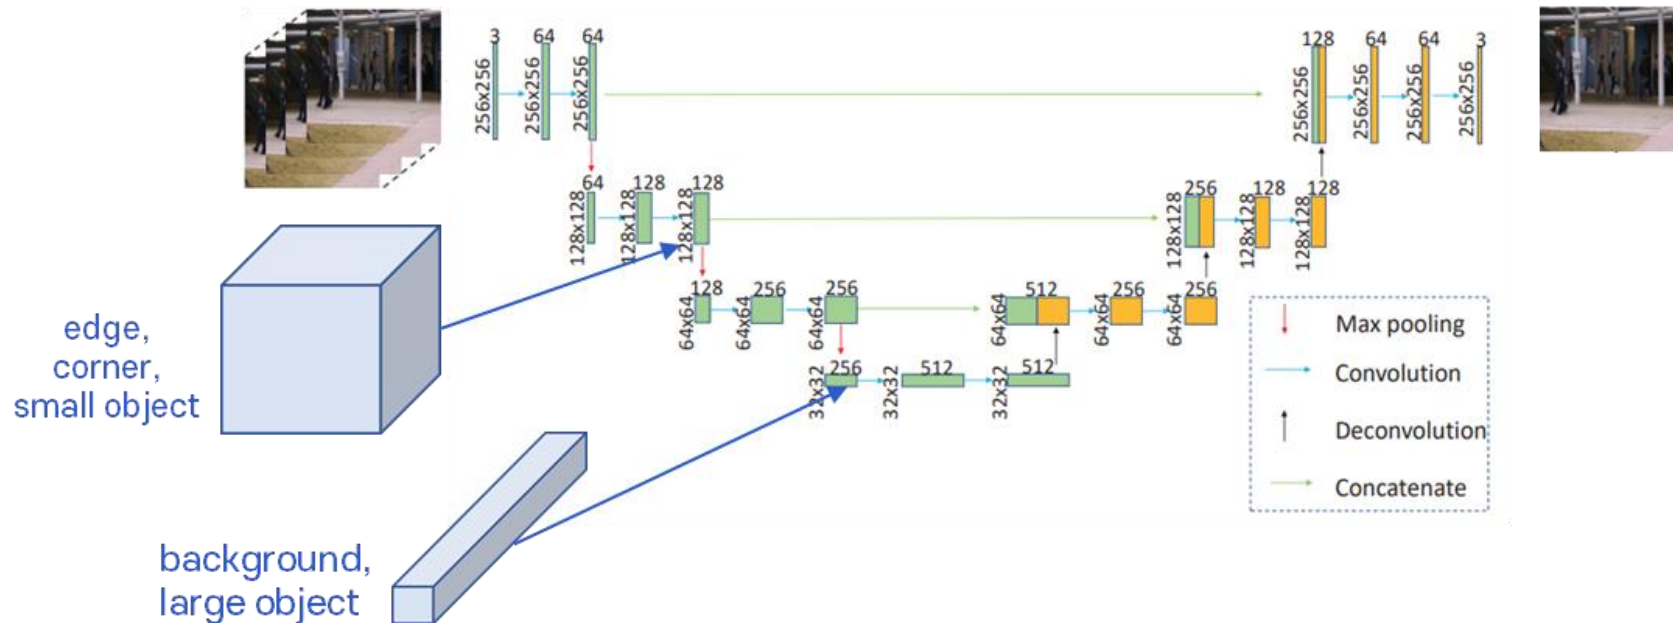 3 64 64
256x256 256x256 256x256
128 64 64 3
256x256 256x256 256x256 256x256
64 128 128
128x128 128x128 128x128
256 128 128
128x128 128x128 128x128
128 256 256
64x64 64x64 64x64
512 256 256
64x64 64x64 64x64
256 512 512
32x32 32x32 32x32
edge,
corner,
small object
background,
large object
Max pooling
Convolution
Deconvolution
Concatenate